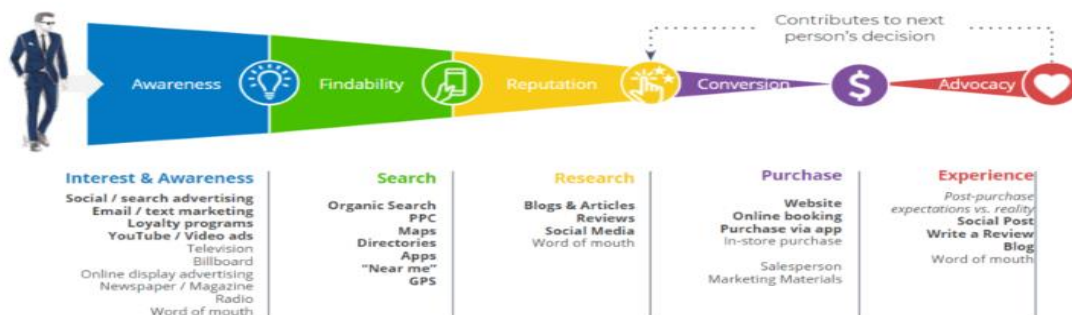 Contributes to next
person's decision
Awareness
Findability
Reputation
Conversion
$
Advocacy
Interest & Awareness
Social / search advertising
Email / text marketing
Loyalty programs
YouTube / Video ads
Television
Billboard
Online display advertising
Newspaper / Magazine
Radio
Word of mouth
Search
Organic Search
PPC
Maps
Directories
Apps
"Near me"
GPS
Research
Blogs & Articles
Reviews
Social Media
Word of mouth
Purchase
Website
Online booking
Purchase via app
In-store purchase
Salesperson
Marketing Materials
Experience
Post-purchase
expectations vs. reality
Social Post
Write a Review
Blog
Word of mouth